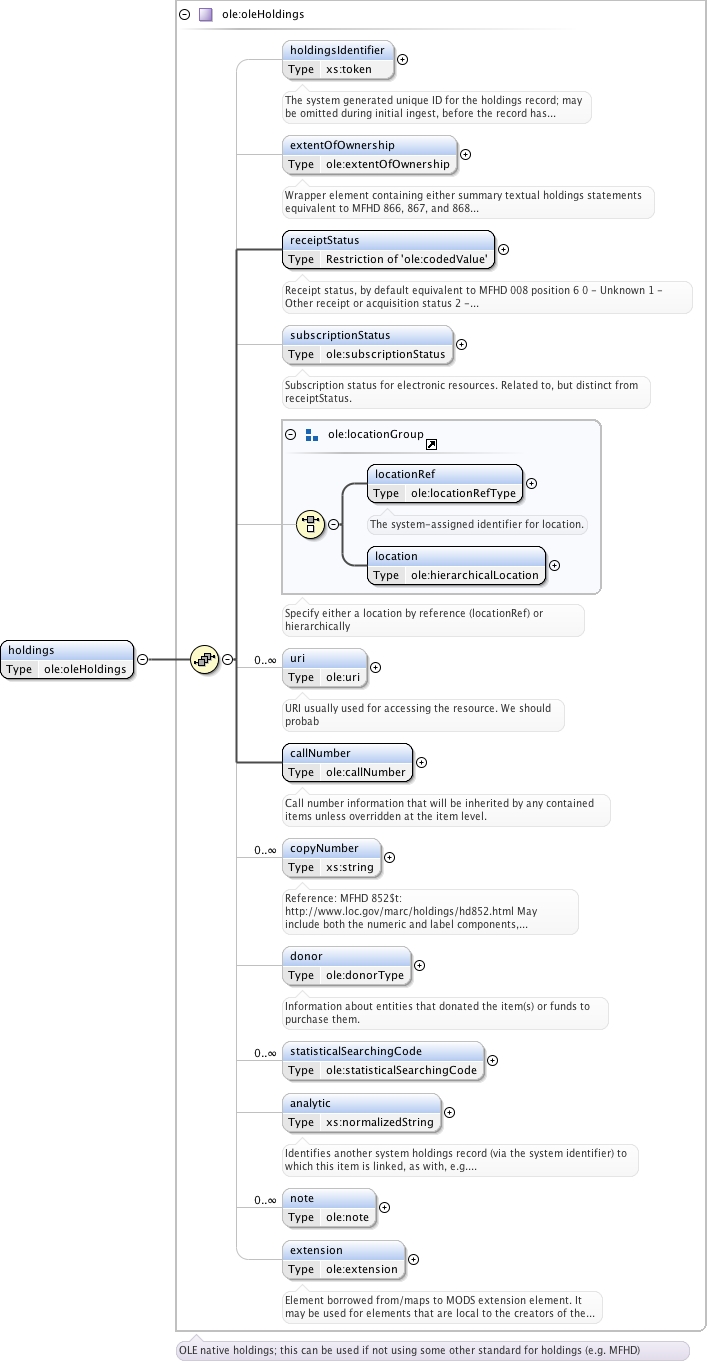 ole:oleHoldings
holdingsIdentifier
Type xs:token
The system generated unique ID for the holdings record; may
be omitted during initial ingest, before the record has...
extentOfOwnership
Type ole:extentOfOwnership
Wrapper element containing either summary textual holdings statements
equivalent to MFHD 866, 867, and 868...
receiptStatus
Type Restriction of 'ole:codedValue'
Receipt status, by default equivalent to MFHD 008 position 6 0 - Unknown 1 -
Other receipt or acquisition status 2 -...
subscriptionStatus
Type ole:subscriptionStatus
Subscription status for electronic resources. Related to, but distinct from
receiptStatus.
ole:locationGroup
locationRef
Type ole:locationRefType
The system-assigned identifier for location.
location
Type ole:hierarchicalLocation
Specify either a location by reference (locationRef) or
hierarchically
holdings
Type ole:oleHoldings
0..∞
uri
Type ole:uri
URI usually used for accessing the resource. We should
probab
callNumber
Type ole:callNumber
Call number information that will be inherited by any contained
items unless overridden at the item level.
0..∞
copyNumber
Type xs:string
Reference: MFHD 852$t:
http://www.loc.gov/marc/holdings/hd852.html May
include both the numeric and label components,...
donor
Type ole:donorType
Information about entities that donated the item(s) or funds to
purchase them.
0..∞
statisticalSearchingCode
Type ole:statisticalSearchingCode
analytic
Type xs:normalizedString
Identifies another system holdings record (via the system identifier) to
which this item is linked, as with, e.g....
0..∞
note
Type ole:note
extension
Type ole:extension
Element borrowed from/maps to MODS extension element. It
may be used for elements that are local to the creators of the...
OLE native holdings; this can be used if not using some other standard for holdings (e.g. MFHD)